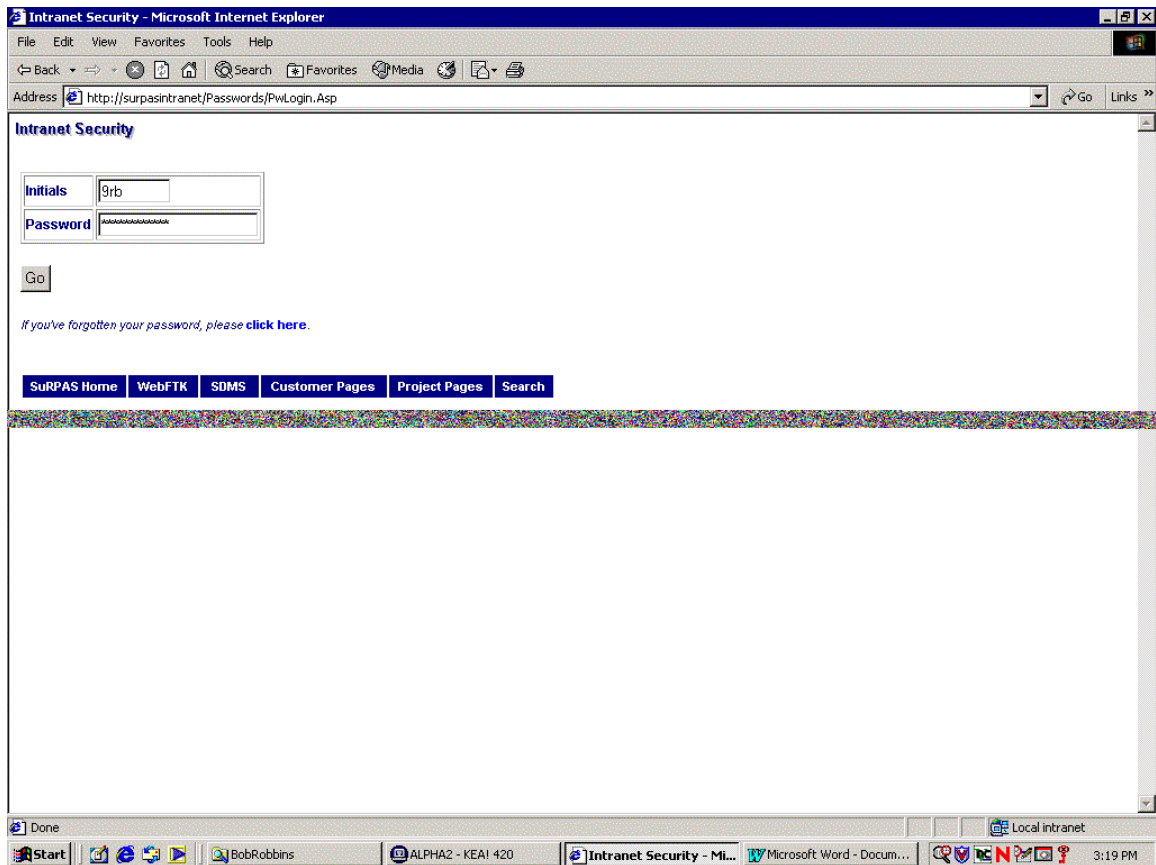 Intranet Security - Microsoft Internet Explorer
File Edit View Favorites Tools Help
Back Search Favorites Media
Address http://surpasintranet/Passwords/PwLogin.Asp Go Links »
Intranet Security
Initials 9rb
Password ************
Go
If you've forgotten your password, please click here.
SuRPAS Home WebFTK SDMS Customer Pages Project Pages Search
Done Local intranet
Start BobRobbins ALPHA2 - KEA! 420 Intranet Security - Mi... Microsoft Word - Docum... 3:19 PM